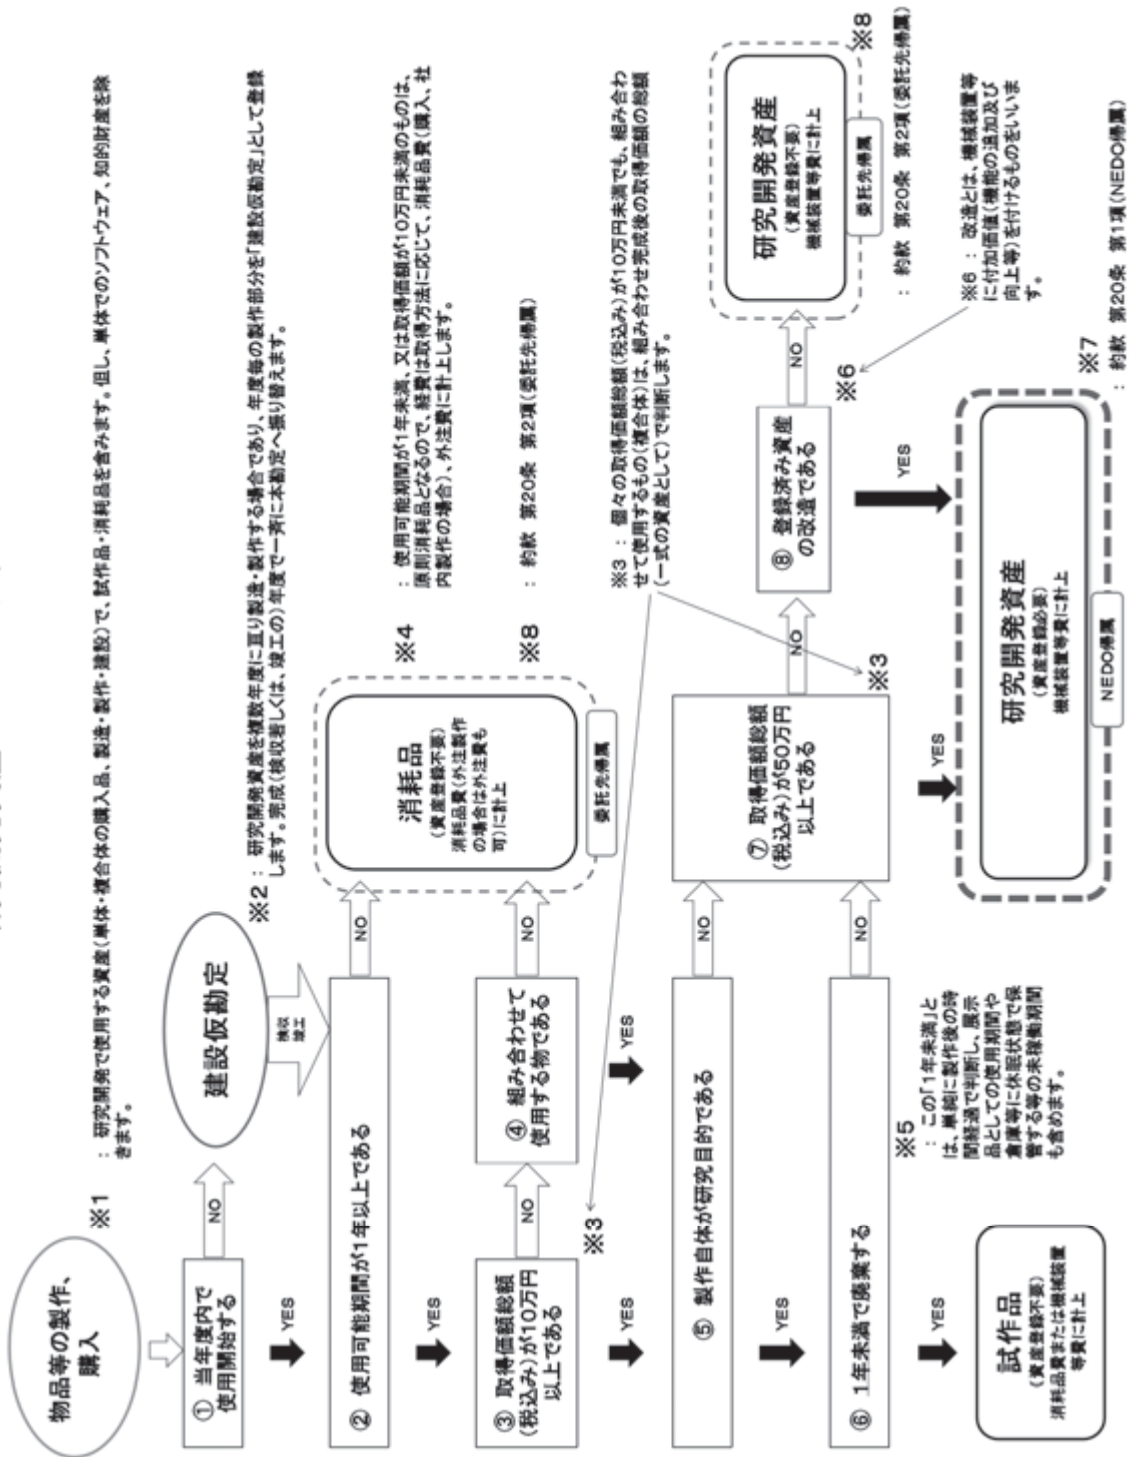 物品等の製作、
購入
※1
： 研究開発で使用する資産(単体・複合体の購入品、製造・製作・建設)で、試作品・消耗品を含みます。但し、単体でのソフトウェア、知的財産を除
きます。
① 当年度内で
使用開始する
NO
建設仮勘定
※2
： 研究開発資産を複数年度に亘り製造・製作する場合であり、年度毎の製作部分を「建設仮勘定」として登録
します。完成(検収若しくは、竣工の)年度で一斉に本勘定へ振り替えます。
検収
竣工
YES
② 使用可能期間が1年以上である
NO
消耗品
(資産登録不要)
消耗品費(外注製作
の場合は外注費も
可)に計上
委託先帰属
※4
： 使用可能期間が1年未満、又は取得価額が10万円未満のものは、
原則消耗品となるので、経費は取得方法に応じて、消耗品費(購入、社
内製作の場合)、外注費に計上します。
※8
： 約款 第20条 第2項(委託先帰属)
YES
③ 取得価額総額
(税込み)が10万円
以上である
NO
④ 組み合わせて
使用する物である
NO
※3
※3 ： 個々の取得価額総額(税込み)が10万円未満でも、組み合わ
せて使用するもの(複合体)は、組み合わせ完成後の取得価額の総額
(一式の資産として)で判断します。
YES
YES
⑤ 製作自体が研究目的である
NO
⑦ 取得価額総額
(税込み)が50万円
以上である
※3
NO
⑧ 登録済み資産
の改造である
※6
NO
研究開発資産
(資産登録不要)
機械装置等費に計上
委託先帰属
※8
： 約款 第20条 第2項(委託先帰属)
※6 ： 改造とは、機械装置等
に付加価値(機能の追加及び
向上等)を付けるものをいいま
す。
YES
⑥ 1年未満で廃棄する
NO
※5
： この「1年未満」と
は、単純に製作後の時
間経過で判断し、展示
品としての使用期間や
倉庫等に休眠状態で保
管する等の未稼働期間
も含めます。
YES
試作品
(資産登録不要)
消耗品費または機械装置
等費に計上
YES
YES
研究開発資産
(資産登録必要)
機械装置等費に計上
NEDO帰属
※7
： 約款 第20条 第1項(NEDO帰属)